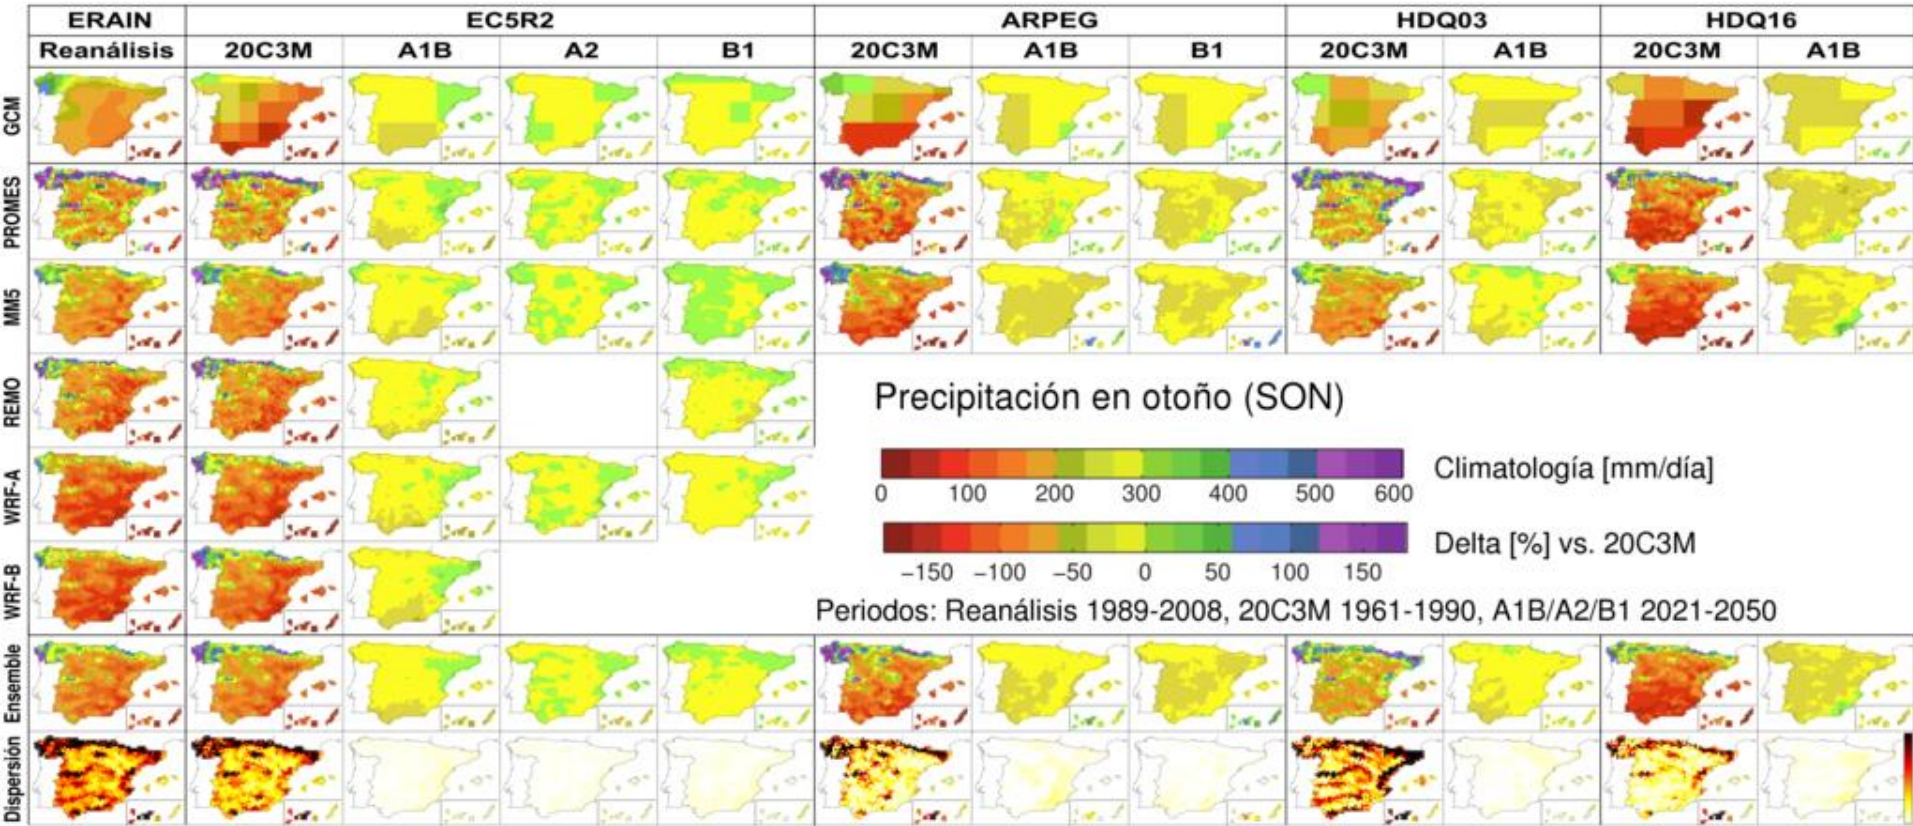 ERAIN EC5R2 ARPEG HDQ03 HDQ16
Reanálisis 20C3M A1B A2 B1 20C3M A1B B1 20C3M A1B 20C3M A1B
GCM
PROMES
MM5
REMO
Precipitación en otoño (SON)
WRF-A
Climatología [mm/día]
0 100 200 300 400 500 600
WRF-B
Delta [%] vs. 20C3M
−150 −100 −50 0 50 100 150
Periodos: Reanálisis 1989-2008, 20C3M 1961-1990, A1B/A2/B1 2021-2050
Ensemble
Dispersión